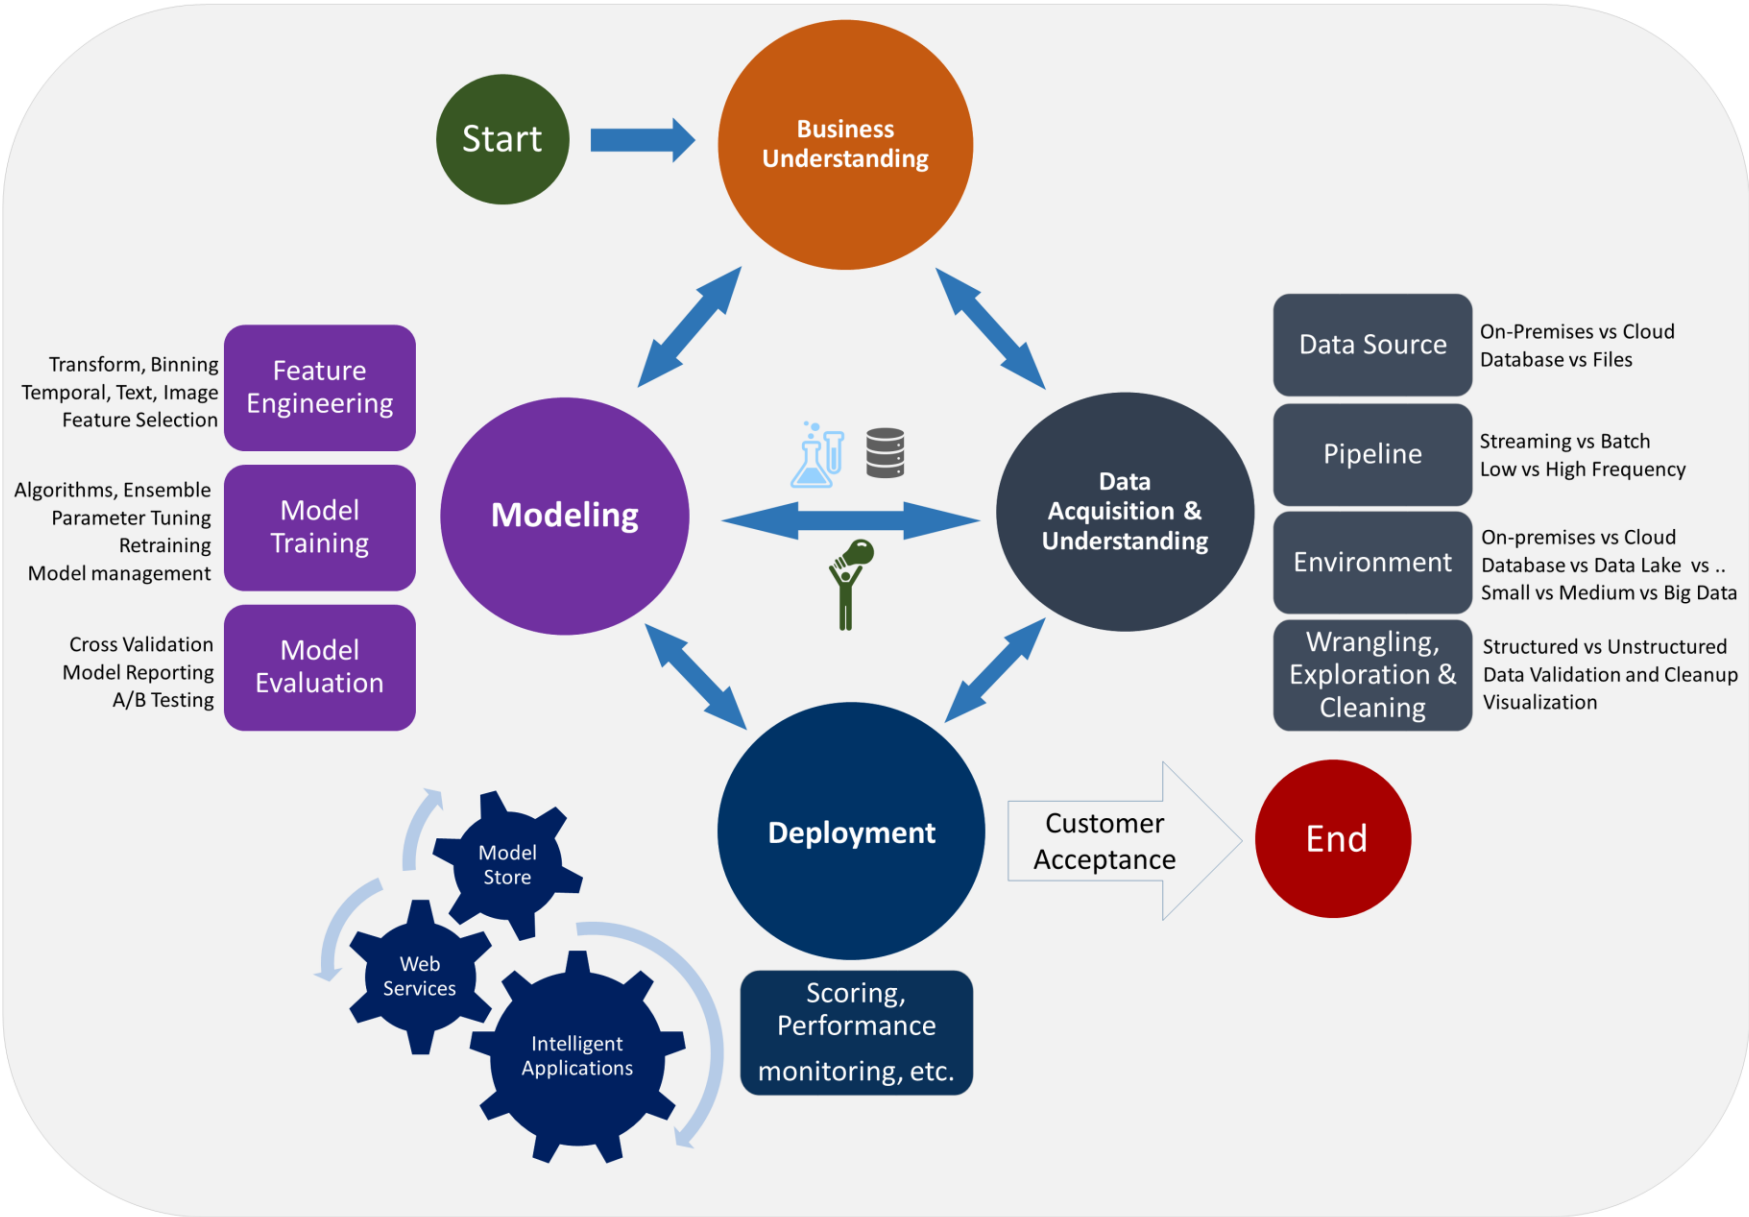 Start
Business
Understanding
Transform, Binning
Temporal, Text, Image
Feature Selection
Feature
Engineering
Algorithms, Ensemble
Parameter Tuning
Retraining
Model management
Model
Training
Cross Validation
Model Reporting
A/B Testing
Model
Evaluation
Modeling
Data
Acquisition &
Understanding
Data Source
On-Premises vs Cloud
Database vs Files
Pipeline
Streaming vs Batch
Low vs High Frequency
Environment
On-premises vs Cloud
Database vs Data Lake vs ..
Small vs Medium vs Big Data
Wrangling,
Exploration &
Cleaning
Structured vs Unstructured
Data Validation and Cleanup
Visualization
Deployment
Customer
Acceptance
End
Model
Store
Web
Services
Intelligent
Applications
Scoring,
Performance
monitoring, etc.